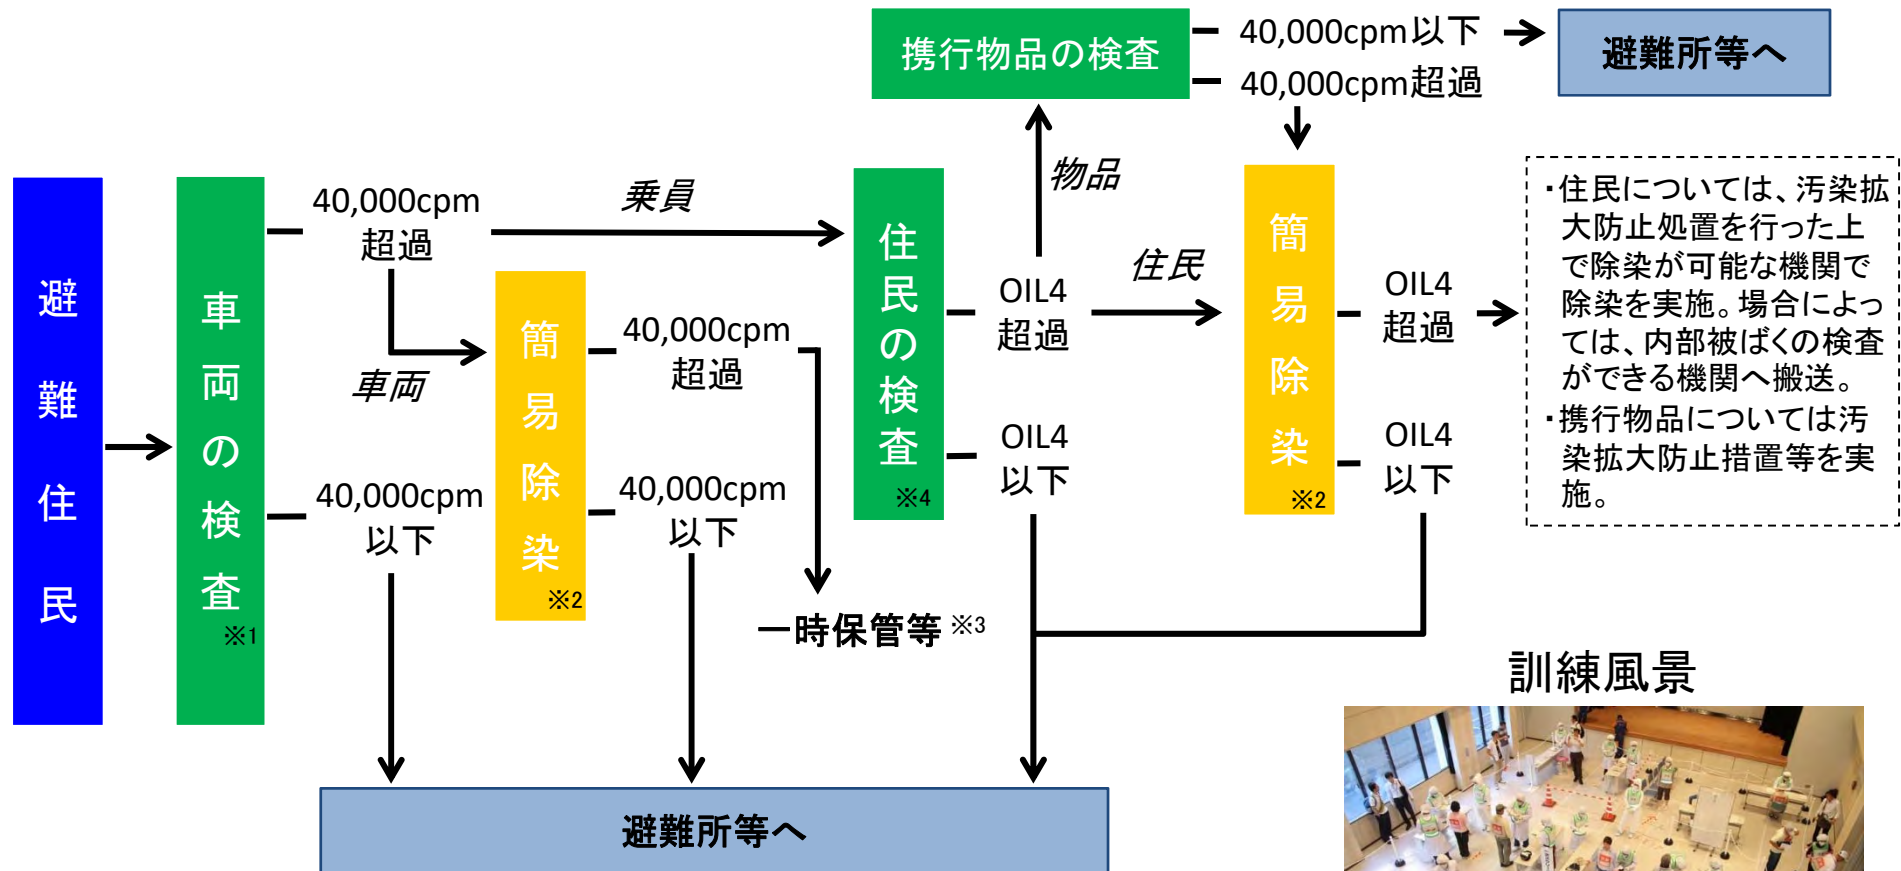 避難住民
車両の検査
※1
40,000cpm
超過
40,000cpm
以下
乗員
車両
簡易除染
※2
40,000cpm
超過
40,000cpm
以下
一時保管等 ※3
住民の検査
※4
物品
携行物品の検査
40,000cpm以下
40,000cpm超過
避難所等へ
OIL4
超過
OIL4
以下
住民
簡易除染
※2
OIL4
超過
OIL4
以下
・住民については、汚染拡
大防止処置を行った上
で除染が可能な機関で
除染を実施。場合によっ
ては、内部被ばくの検査
ができる機関へ搬送。
・携行物品については汚
染拡大防止措置等を実
施。
避難所等へ
訓練風景